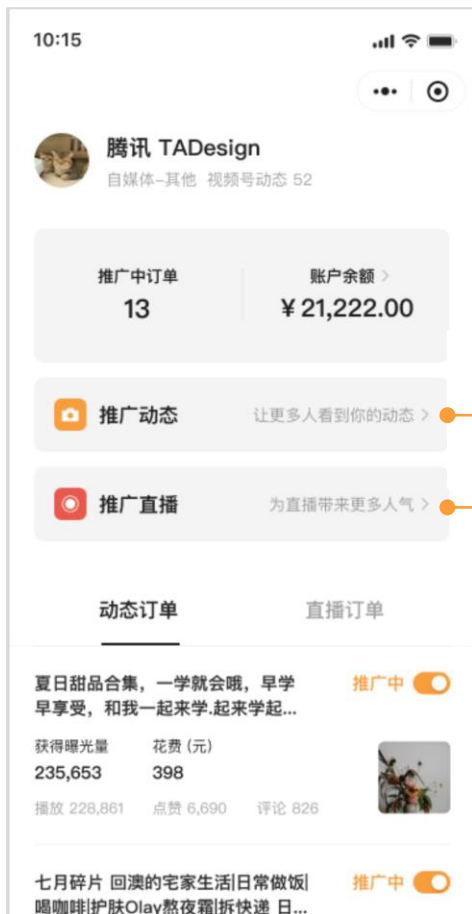 10:15
腾讯 TADesign
自媒体-其他 视频号动态 52
推广中订单
13
账户余额 >
¥ 21,222.00
推广动态
让更多人看到你的动态 >
推广直播
为直播带来更多人气 >
动态订单
直播订单
夏日甜品合集，一学就会哦，早学
早享受，和我一起来学.起来学起...
推广中
获得曝光量 花费 (元)
235,653 398
播放 228,861 点赞 6,690 评论 826
七月碎片 回澳的宅家生活|日常做饭|
喝咖啡|护肤Olay熬夜霜|拆快递 日...
推广中